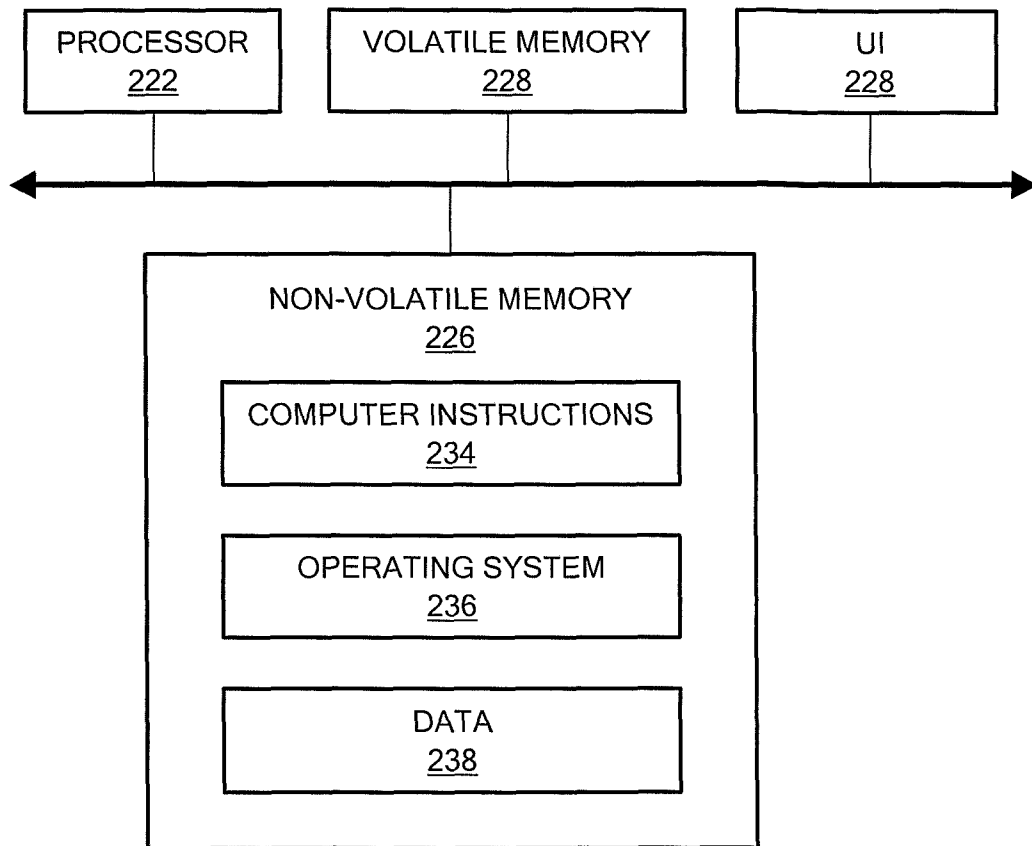 PROCESSOR
222
VOLATILE MEMORY
228
UI
228
NON-VOLATILE MEMORY
226
COMPUTER INSTRUCTIONS
234
OPERATING SYSTEM
236
DATA
238